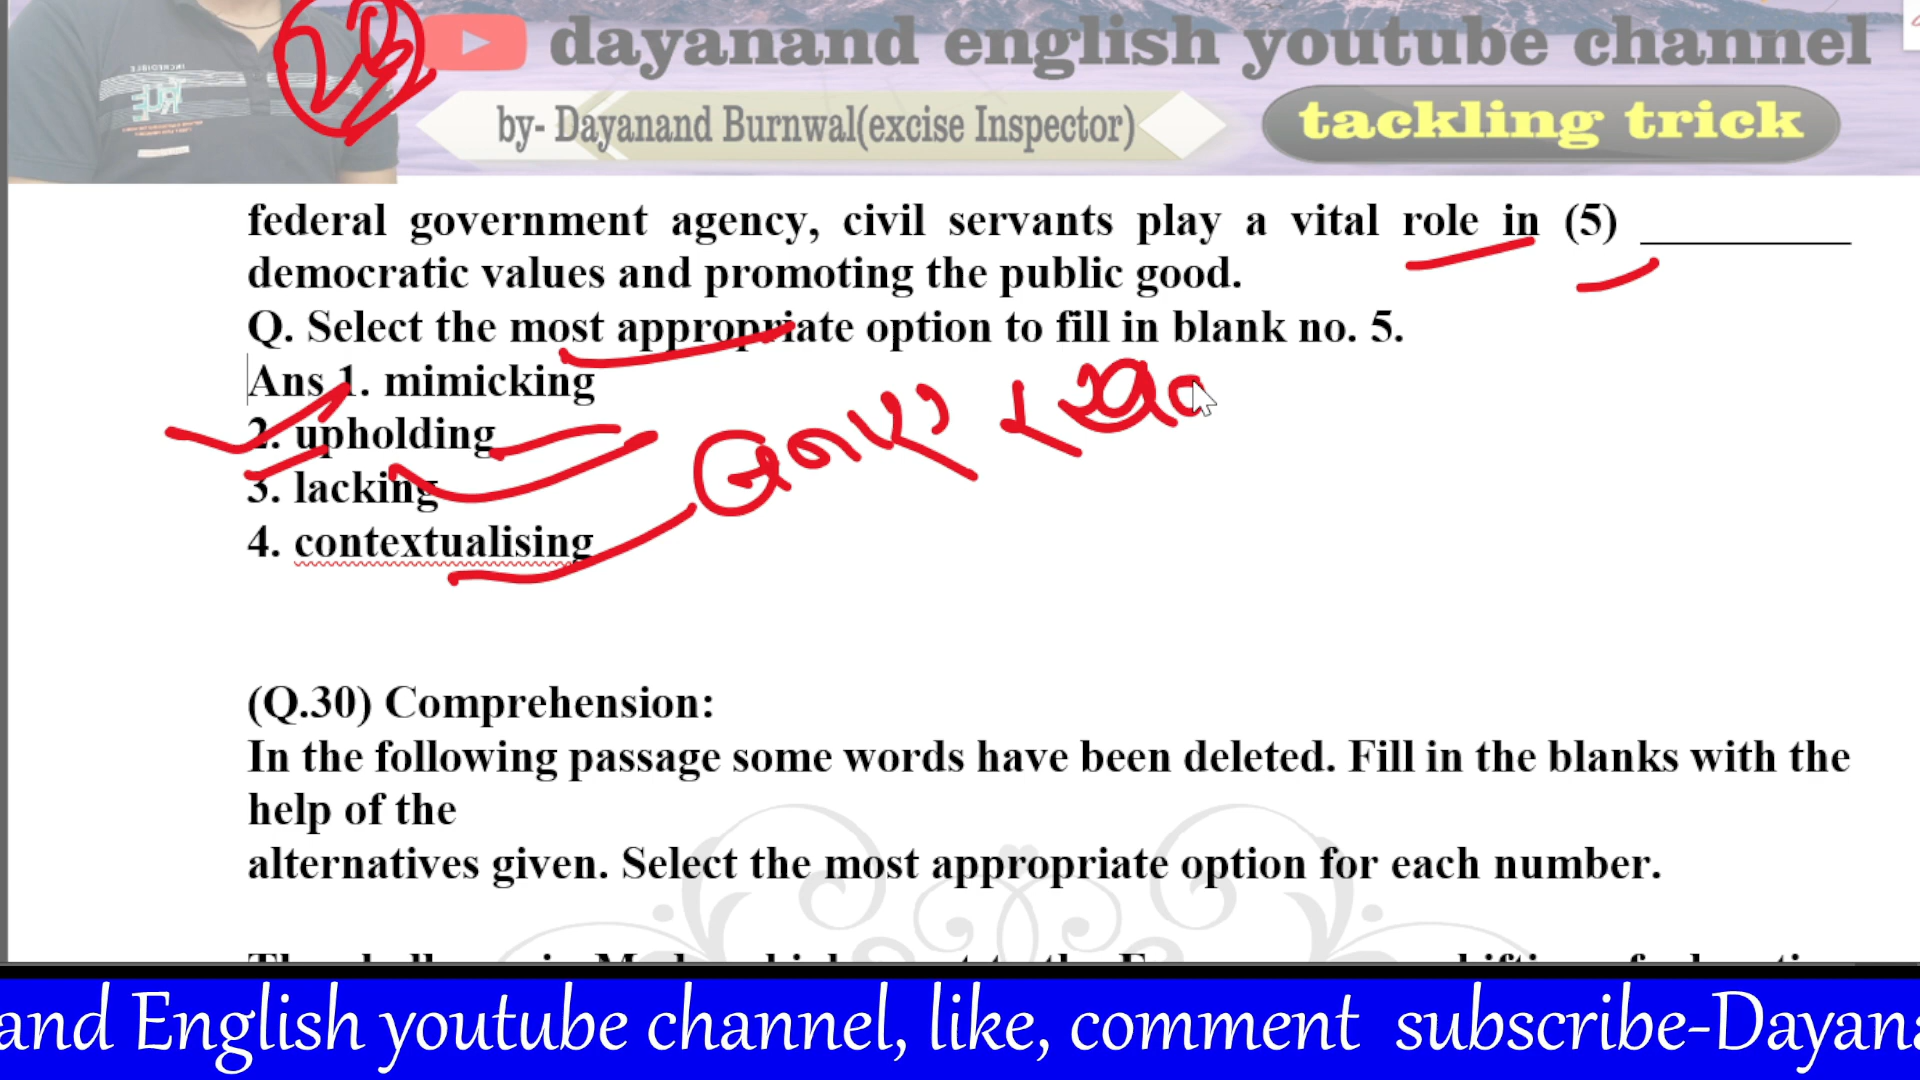 dayanand english youtube channel
by- Dayanand Burnwal(excise Inspector)
tackling trick
federal government agency, civil servants play a vital role in (5) __________
democratic values and promoting the public good.
Q. Select the most appropriate option to fill in blank no. 5.
Ans 1. mimicking
2. upholding
3. lacking
4. contextualising
(Q.30) Comprehension:
In the following passage some words have been deleted. Fill in the blanks with the
help of the
alternatives given. Select the most appropriate option for each number.
and English youtube channel, like, comment subscribe-Dayana